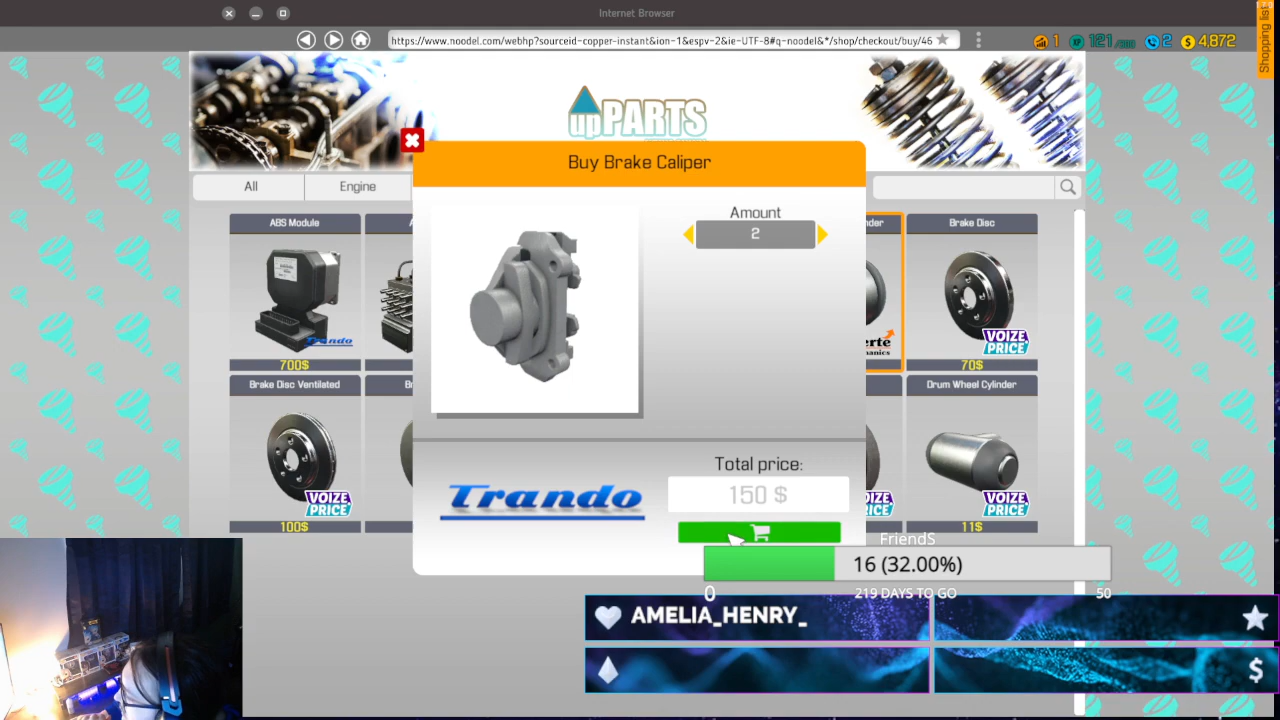 Internet Browser
https://www.noodel.com/webhp?sourceid-copper-instant&ion-1&espv-2&ie-UTF-8#q-noodel&*/shop/checkout/buy/46
1 121/200 2 4,872
Shopping list
upPARTS
Buy Brake Caliper
All
Engine
Amount
2
ABS Module
Brake Disc
Trando
VOIZE PRICE
700$
70$
Brake Disc Ventilated
Drum Wheel Cylinder
Total price:
Trando
150 $
VOIZE PRICE
VOIZE PRICE
100$
11$
FriendS
16 (32.00%)
0
219 DAYS TO GO
50
AMELIA_HENRY_
$